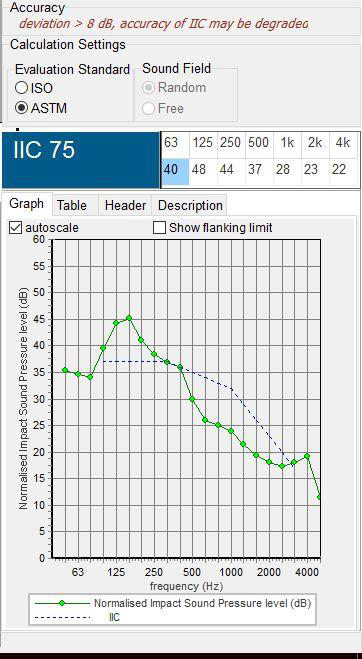 Accuracy
deviation > 8 dB, accuracy of IIC may be degraded
Calculation Settings
Evaluation Standard Sound Field
ISO Random
ASTM Free
IIC 75
63 125 250 500 1k 2k 4k
40 48 44 37 28 23 22
Graph Table Header Description
autoscale Show flanking limit
Normalised Impact Sound Pressure level (dB)
60
55
50
45
40
35
30
25
20
15
10
5
0
63 125 250 500 1000 2000 4000
frequency (Hz)
Normalised Impact Sound Pressure level (dB)
IIC